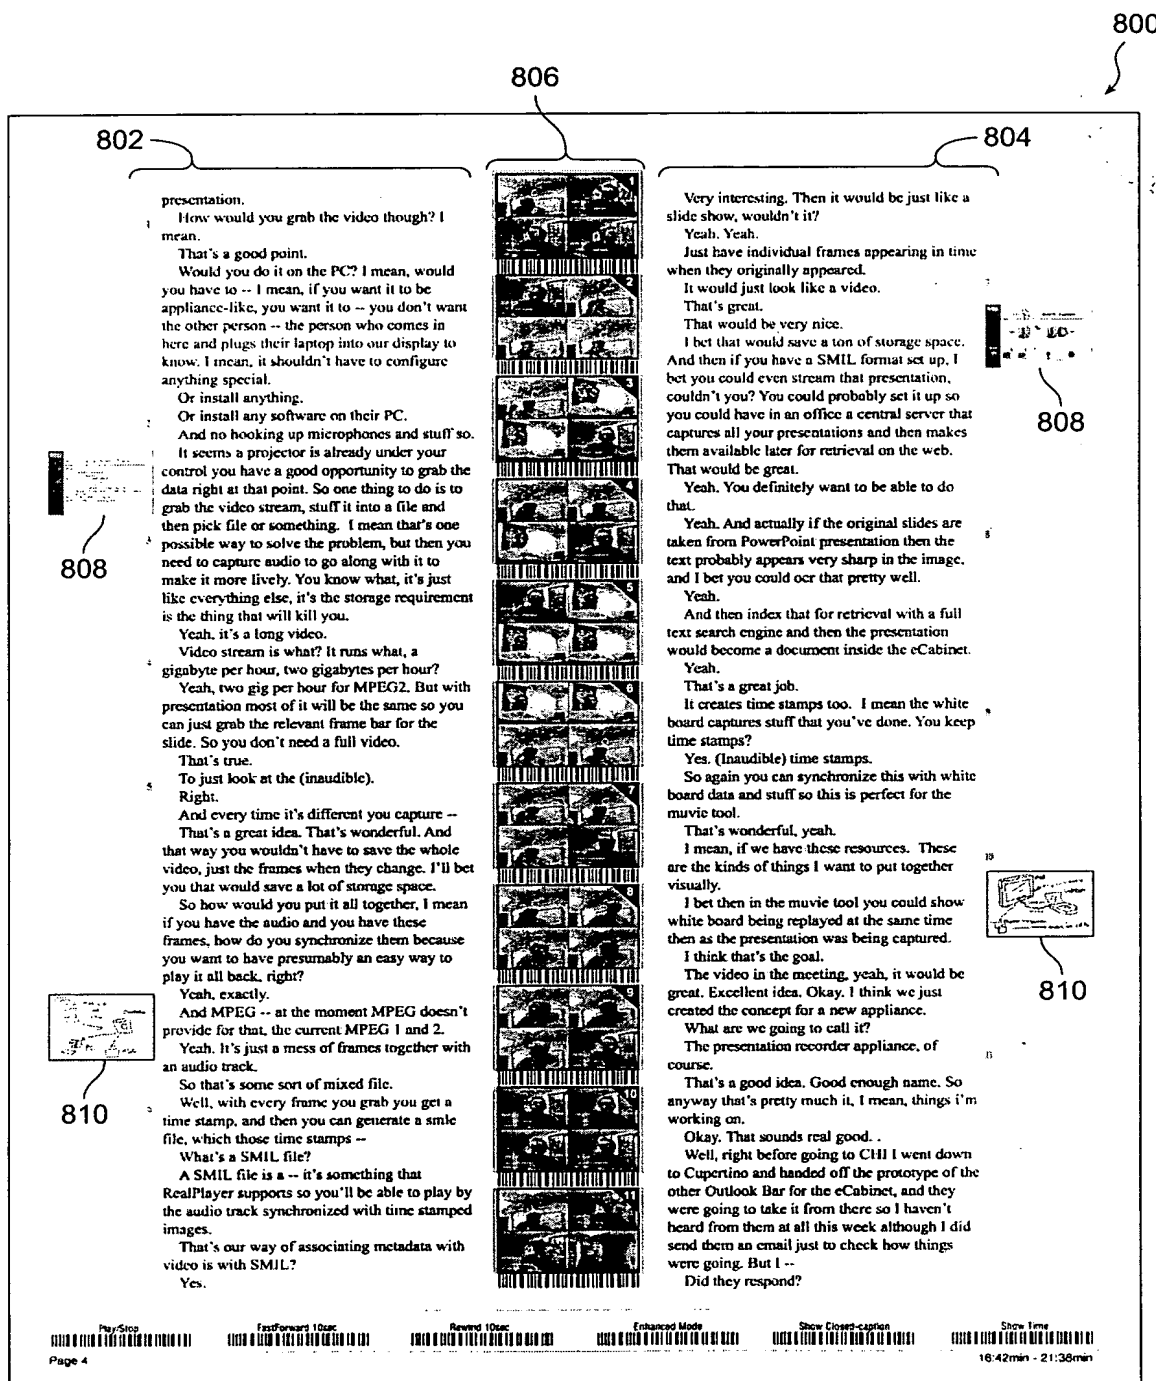 800
806
802
804
presentation.
How would you grab the video though? I
mean.
That's a good point.
Would you do it on the PC? I mean, would
you have to -- I mean, if you want it to be
appliance-like, you want it to -- you don't want
the other person -- the person who comes in
here and plugs their laptop into our display to
know. I mean, it shouldn't have to configure
anything special.
Or install anything.
Or install any software on their PC.
And no hooking up microphones and stuff so.
It seems a projector is already under your
control you have a good opportunity to grab the
data right at that point. So one thing to do is to
grab the video stream, stuff it into a file and
then pick file or something. I mean that's one
possible way to solve the problem, but then you
need to capture audio to go along with it to
make it more lively. You know what, it's just
like everything else, it's the storage requirement
is the thing that will kill you.
Yeah, it's a long video.
Video stream is what? It runs what, a
gigabyte per hour, two gigabytes per hour?
Yeah, two gig per hour for MPEG2. But with
presentation most of it will be the same so you
can just grab the relevant frame bar for the
slide. So you don't need a full video.
That's true.
To just look at the (inaudible).
Right.
And every time it's different you capture --
That's a great idea. That's wonderful. And
that way you wouldn't have to save the whole
video, just the frames when they change. I'll bet
you that would save a lot of storage space.
So how would you put it all together, I mean
if you have the audio and you have these
frames, how do you synchronize them because
you want to have presumably an easy way to
play it all back, right?
Yeah, exactly.
And MPEG -- at the moment MPEG doesn't
provide for that, the current MPEG 1 and 2.
Yeah. It's just a mess of frames together with
an audio track.
So that's some sort of mixed file.
Well, with every frame you grab you get a
time stamp, and then you can generate a smle
file, which those time stamps --
What's a SMIL file?
A SMIL file is a -- it's something that
RealPlayer supports so you'll be able to play by
the audio track synchronized with time stamped
images.
That's our way of associating metadata with
video is with SMIL?
Yes.
808
810
1
2
3
4
5
6
7
8
9
10
11
Very interesting. Then it would be just like a
slide show, wouldn't it?
Yeah. Yeah.
Just have individual frames appearing in time
when they originally appeared.
It would just look like a video.
That's great.
That would be very nice.
I bet that would save a ton of storage space.
And then if you have a SMIL format set up, I
bet you could even stream that presentation,
couldn't you? You could probably set it up so
you could have in an office a central server that
captures all your presentations and then makes
them available later for retrieval on the web.
That would be great.
Yeah. You definitely want to be able to do
that.
Yeah. And actually if the original slides are
taken from PowerPoint presentation then the
text probably appears very sharp in the image,
and I bet you could ocr that pretty well.
Yeah.
And then index that for retrieval with a full
text search engine and then the presentation
would become a document inside the eCabinet.
Yeah.
That's a great job.
It creates time stamps too. I mean the white
board captures stuff that you've done. You keep
time stamps?
Yes. (Inaudible) time stamps.
So again you can synchronize this with white
board data and stuff so this is perfect for the
muvie tool.
That's wonderful, yeah.
I mean, if we have these resources. These
are the kinds of things I want to put together
visually.
I bet then in the muvie tool you could show
white board being replayed at the same time
then as the presentation was being captured.
I think that's the goal.
The video in the meeting, yeah, it would be
great. Excellent idea. Okay. I think we just
created the concept for a new appliance.
What are we going to call it?
The presentation recorder appliance, of
course.
That's a good idea. Good enough name. So
anyway that's pretty much it, I mean, things i'm
working on.
Okay. That sounds real good. .
Well, right before going to CHI I went down
to Cupertino and handed off the prototype of the
other Outlook Bar for the eCabinet, and they
were going to take it from there so I haven't
heard from them at all this week although I did
send them an email just to check how things
were going. But I --
Did they respond?
808
810
Play/Stop
FastForward 10sec
Rewind 10sec
Enhanced Mode
Show Closed-caption
Show Time
Page 4
16:42min - 21:38min